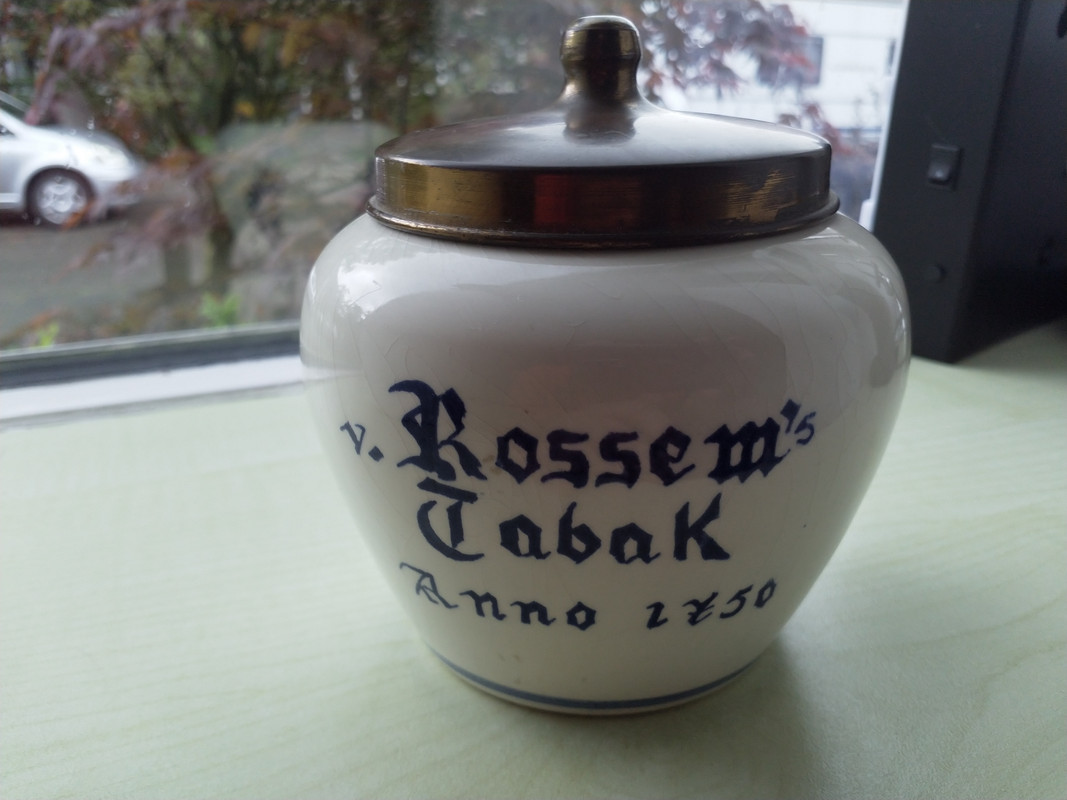 v. Rossem's
Tabak
Anno 1750